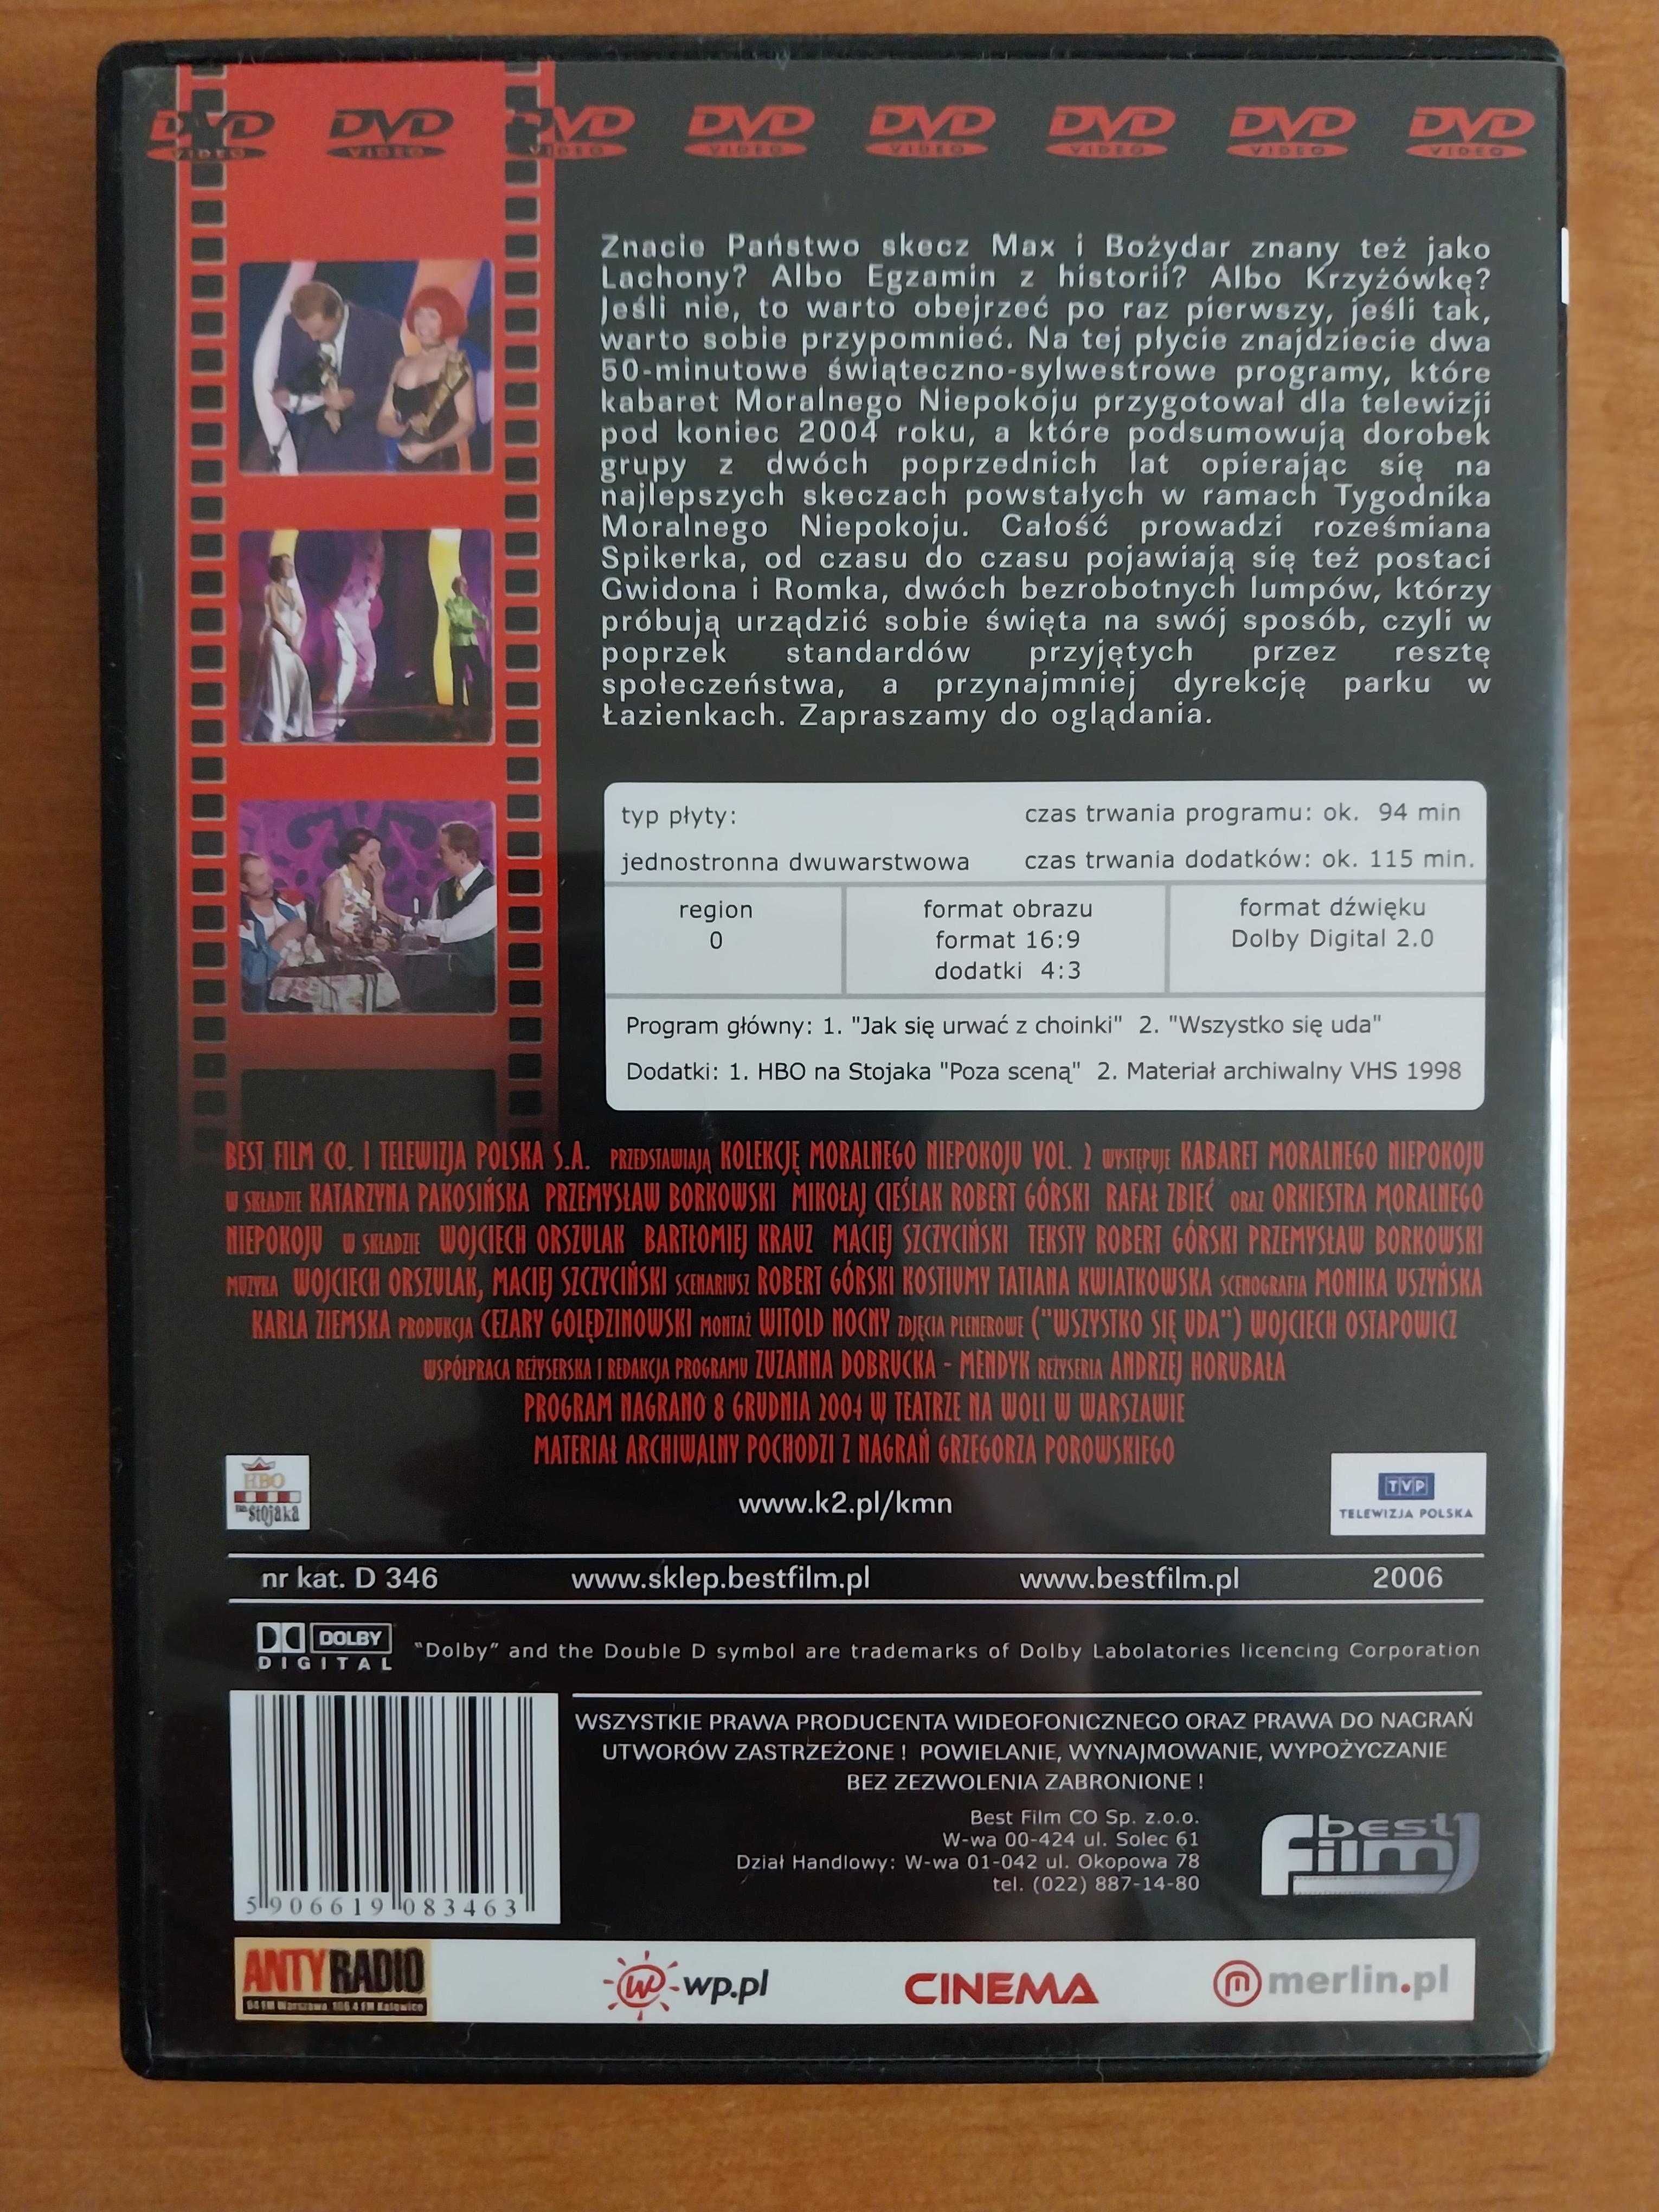 DVD VIDEO DVD VIDEO DVD VIDEO DVD VIDEO DVD VIDEO DVD VIDEO DVD VIDEO DVD VIDEO
Znacie Państwo skecz Max i Bożydar znany też jako
Lachony? Albo Egzamin z historii? Albo Krzyżówkę?
Jeśli nie, to warto obejrzeć po raz pierwszy, jeśli tak,
warto sobie przypomnieć. Na tej płycie znajdziecie dwa
50-minutowe świąteczno-sylwestrowe programy, które
kabaret Moralnego Niepokoju przygotował dla telewizji
pod koniec 2004 roku, a które podsumowują dorobek
grupy z dwóch poprzednich lat opierając się na
najlepszych skeczach powstałych w ramach Tygodnika
Moralnego Niepokoju. Całość prowadzi roześmiana
Spikerka, od czasu do czasu pojawiają się też postaci
Gwidona i Romka, dwóch bezrobotnych lumpów, którzy
próbują urządzić sobie święta na swój sposób, czyli w
poprzek standardów przyjętych przez resztę
społeczeństwa, a przynajmniej dyrekcję parku w
Łazienkach. Zapraszamy do oglądania.
typ płyty: czas trwania programu: ok. 94 min
jednostronna dwuwarstwowa czas trwania dodatków: ok. 115 min.
region format obrazu format dźwięku
0 format 16:9 Dolby Digital 2.0
dodatki 4:3
Program główny: 1. "Jak się urwać z choinki" 2. "Wszystko się uda"
Dodatki: 1. HBO na Stojaka "Poza sceną" 2. Materiał archiwalny VHS 1998
BEST FILM CO. I TELEWIZJA POLSKA S.A. PRZEDSTAWIAJĄ KOLEKCJĘ MORALNEGO NIEPOKOJU VOL. 2 WYSTĘPUJE KABARET MORALNEGO NIEPOKOJU
W SKŁADZIE KATARZYNA PAKOSIŃSKA PRZEMYSŁAW BORKOWSKI MIKOŁAJ CIEŚLAK ROBERT GÓRSKI RAFAŁ ZBIEĆ ORAZ ORKIESTRA MORALNEGO
NIEPOKOJU W SKŁADZIE WOJCIECH ORSZULAK BARTŁOMIEJ KRAUZ MACIEJ SZCZYCIŃSKI TEKSTY ROBERT GÓRSKI PRZEMYSŁAW BORKOWSKI
MUZYKA WOJCIECH ORSZULAK, MACIEJ SZCZYCIŃSKI SCENARIUSZ ROBERT GÓRSKI KOSTIUMY TATIANA KWIATKOWSKA SCENOGRAFIA MONIKA USZYŃSKA
KARLA ZIEMSKA PRODUKCJA CEZARY GOLĘDZINOWSKI MONTAŻ WITOLD NOCNY ZDJĘCIA PLENEROWE ("WSZYSTKO SIĘ UDA") WOJCIECH OSTAPOWICZ
WSPÓŁPRACA REŻYSERSKA I REDAKCJA PROGRAMU ZUZANNA DOBRUCKA - MENDYK REŻYSERIA ANDRZEJ HORUBAŁA
PROGRAM NAGRANO 8 GRUDNIA 2004 W TEATRZE NA WOLI W WARSZAWIE
MATERIAŁ ARCHIWALNY POCHODZI Z NAGRAŃ GRZEGORZA POROWSKIEGO
HBO na stojaka
www.k2.pl/kmn
TVP
TELEWIZJA POLSKA
nr kat. D 346 www.sklep.bestfilm.pl www.bestfilm.pl 2006
DOLBY
DIGITAL
"Dolby" and the Double D symbol are trademarks of Dolby Labolatories licencing Corporation
WSZYSTKIE PRAWA PRODUCENTA WIDEOFONICZNEGO ORAZ PRAWA DO NAGRAŃ
UTWORÓW ZASTRZEŻONE ! POWIELANIE, WYNAJMOWANIE, WYPOŻYCZANIE
BEZ ZEZWOLENIA ZABRONIONE !
Best Film CO Sp. z.o.o.
W-wa 00-424 ul. Solec 61
Dział Handlowy: W-wa 01-042 ul. Okopowa 78
tel. (022) 887-14-80
best
film
5 906619 083463
ANTYRADIO
94 FM Warszawa 106,4 FM Katowice
wp.pl
CINEMA
merlin.pl